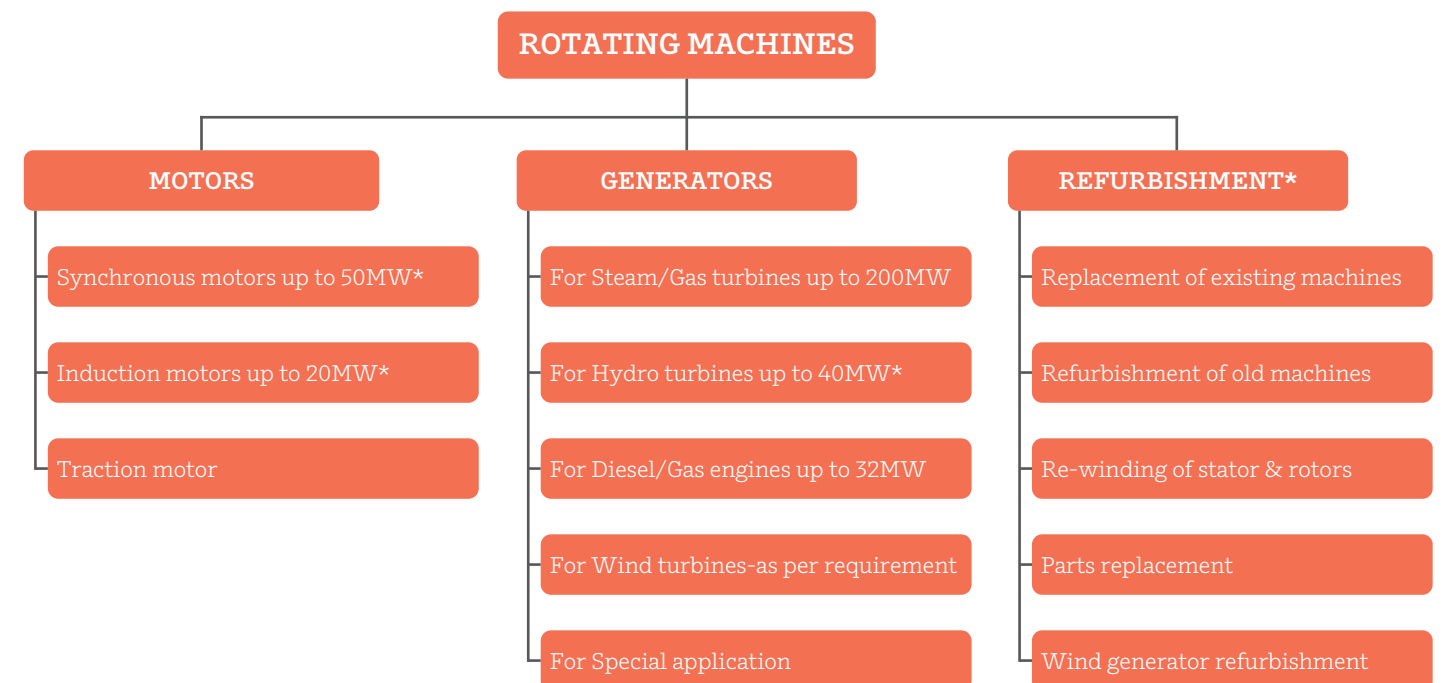 ROTATING MACHINES
MOTORS
Synchronous motors up to 50MW*
Induction motors up to 20MW*
Traction motor
GENERATORS
For Steam/Gas turbines up to 200MW
For Hydro turbines up to 40MW*
For Diesel/Gas engines up to 32MW
For Wind turbines-as per requirement
For Special application
REFURBISHMENT*
Replacement of existing machines
Refurbishment of old machines
Re-winding of stator & rotors
Parts replacement
Wind generator refurbishment